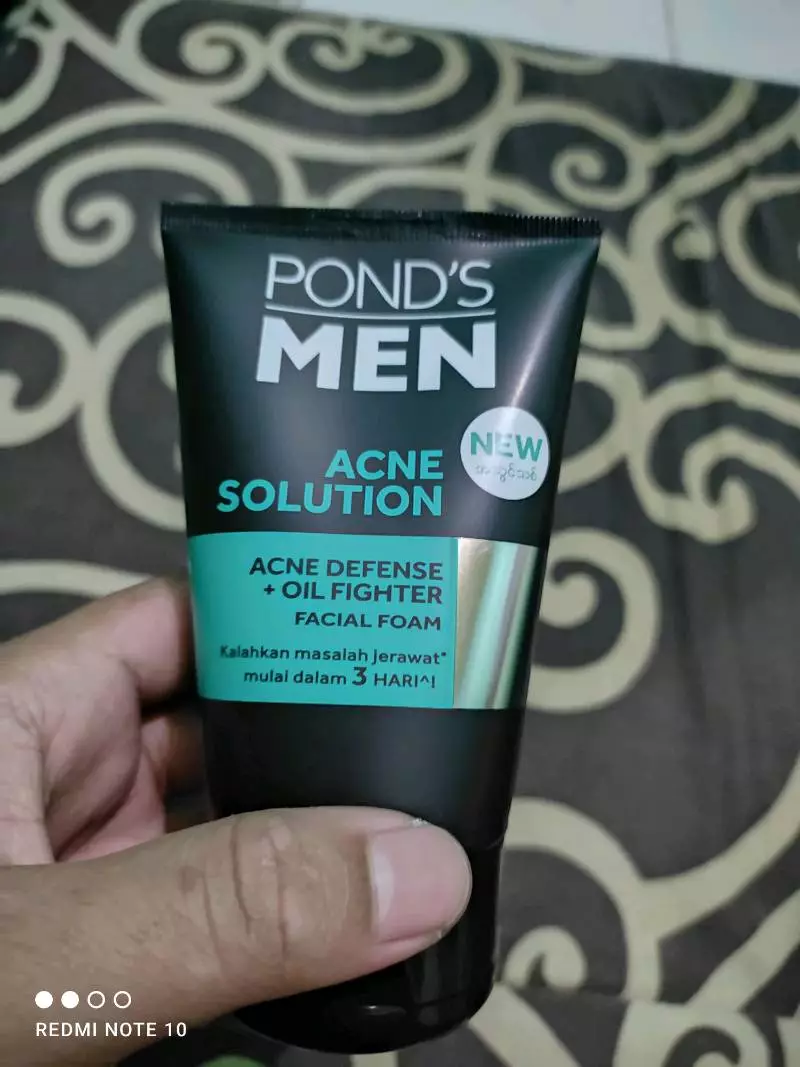 POND'S
MEN
NEW
ACNE
SOLUTION
ACNE DEFENSE
+ OIL FIGHTER
FACIAL FOAM
Kalahkan masalah jerawat*
mulai dalam 3 HARI^!
REDMI NOTE 10